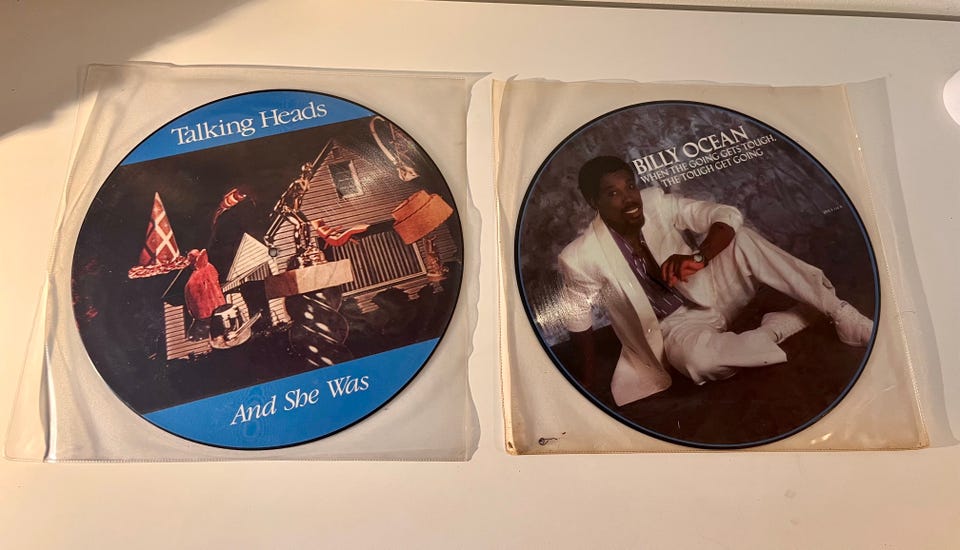 Talking Heads
And She Was
BILLY OCEAN
WHEN THE GOING GETS TOUGH,
THE TOUGH GET GOING